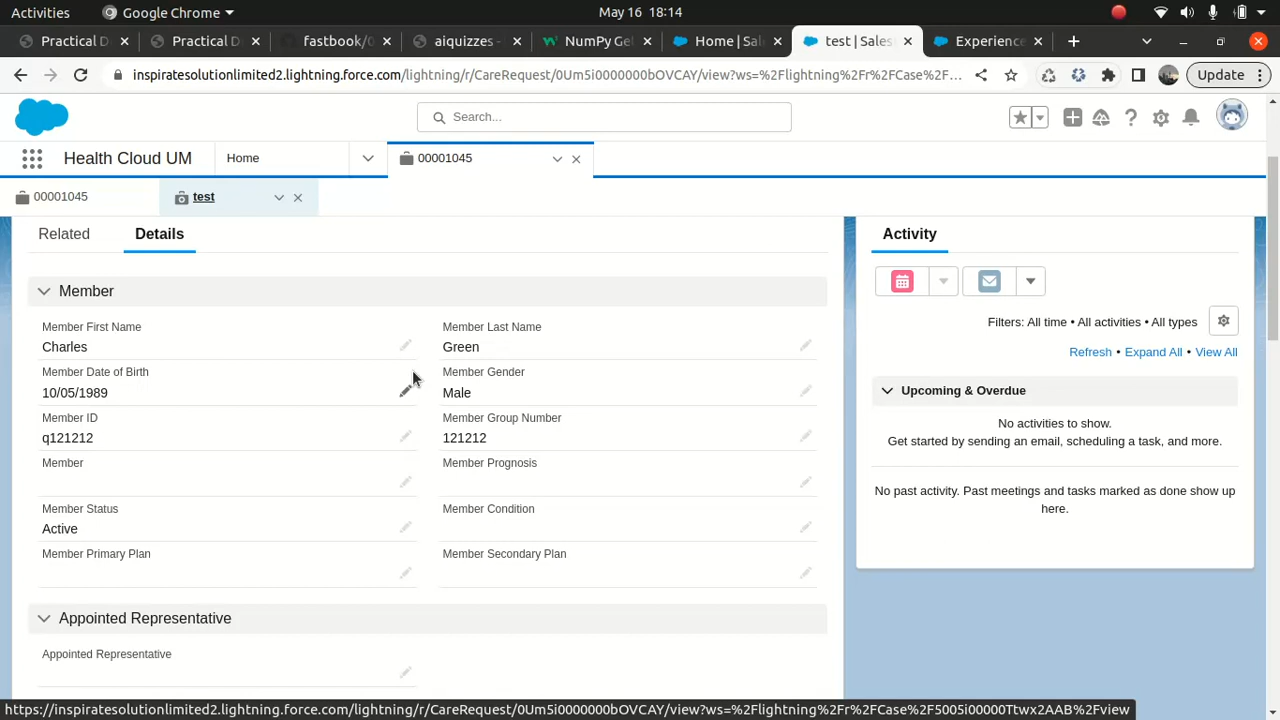 Activities Google Chrome May 16 18:14
Practical D Practical D fastbook/0 aiquizzes - NumPy Ge Home | Sal test | Sales Experience
inspiratesolutionlimited2.lightning.force.com/lightning/r/CareRequest/0Um5i0000000bOVCAY/view?ws=%2Flightning%2Fr%2FCase%2F... Update
Search...
Health Cloud UM Home 00001045
00001045 test
Related Details
Activity
Member
Filters: All time • All activities • All types
Refresh • Expand All • View All
Member First Name Member Last Name
Charles Green
Member Date of Birth Member Gender
10/05/1989 Male
Member ID Member Group Number
q121212 121212
Member Member Prognosis
Member Status Member Condition
Active
Member Primary Plan Member Secondary Plan
Upcoming & Overdue
No activities to show.
Get started by sending an email, scheduling a task, and more.
No past activity. Past meetings and tasks marked as done show up
here.
Appointed Representative
Appointed Representative
https://inspiratesolutionlimited2.lightning.force.com/lightning/r/CareRequest/0Um5i0000000bOVCAY/view?ws=%2Flightning%2Fr%2FCase%2F5005i00000Ttwx2AAB%2Fview